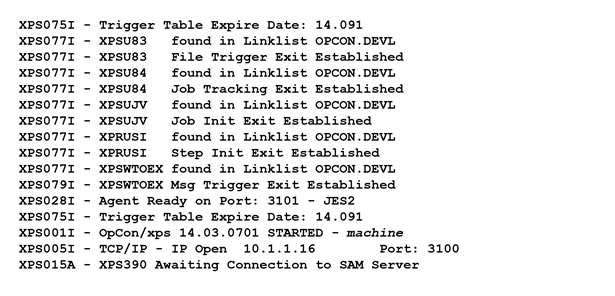 XPS075I - Trigger Table Expire Date: 14.091
XPS077I - XPSU83   found in Linklist OPCON.DEVL
XPS077I - XPSU83   File Trigger Exit Established
XPS077I - XPSU84   found in Linklist OPCON.DEVL
XPS077I - XPSU84   Job Tracking Exit Established
XPS077I - XPSUJV   found in Linklist OPCON.DEVL
XPS077I - XPSUJV   Job Init Exit Established
XPS077I - XPRUSI   found in Linklist OPCON.DEVL
XPS077I - XPRUSI   Step Init Exit Established
XPS077I - XPSWTOEX found in Linklist OPCON.DEVL
XPS079I - XPSWTOEX Msg Trigger Exit Established
XPS028I - Agent Ready on Port: 3101 - JES2
XPS075I - Trigger Table Expire Date: 14.091
XPS001I - OpCon/xps 14.03.0701 STARTED - machine
XPS005I - TCP/IP - IP Open  10.1.1.16        Port: 3100
XPS015A - XPS390 Awaiting Connection to SAM Server